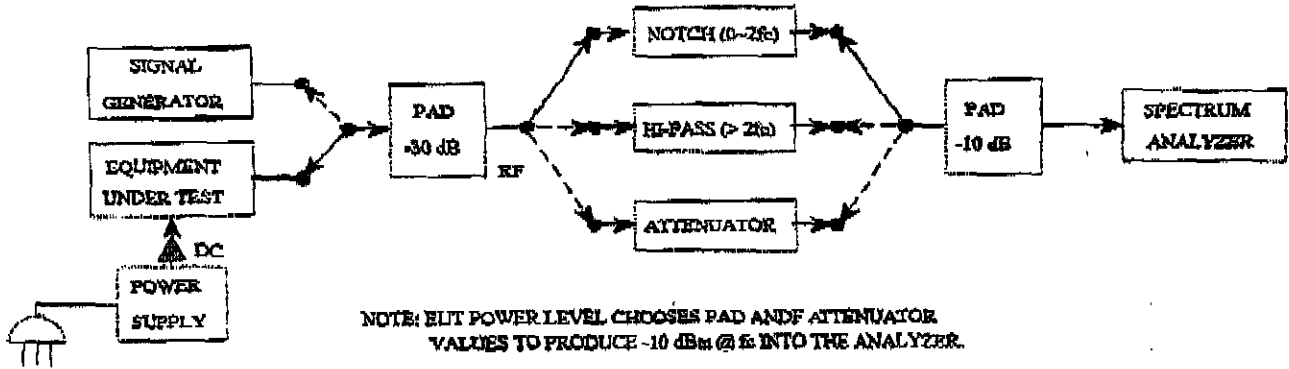 SIGNAL
GENERATOR
EQUIPMENT
UNDER TEST
DC
POWER
SUPPLY
PAD
-30 dB
RF
NOTCH (0~2fc)
HI-PASS (> 2fc)
ATTENUATOR
PAD
-10 dB
SPECTRUM
ANALYZER
NOTE: EUT POWER LEVEL CHOOSES PAD ANDF ATTENUATOR
VALUES TO PRODUCE -10 dBm @ fc INTO THE ANALYZER.